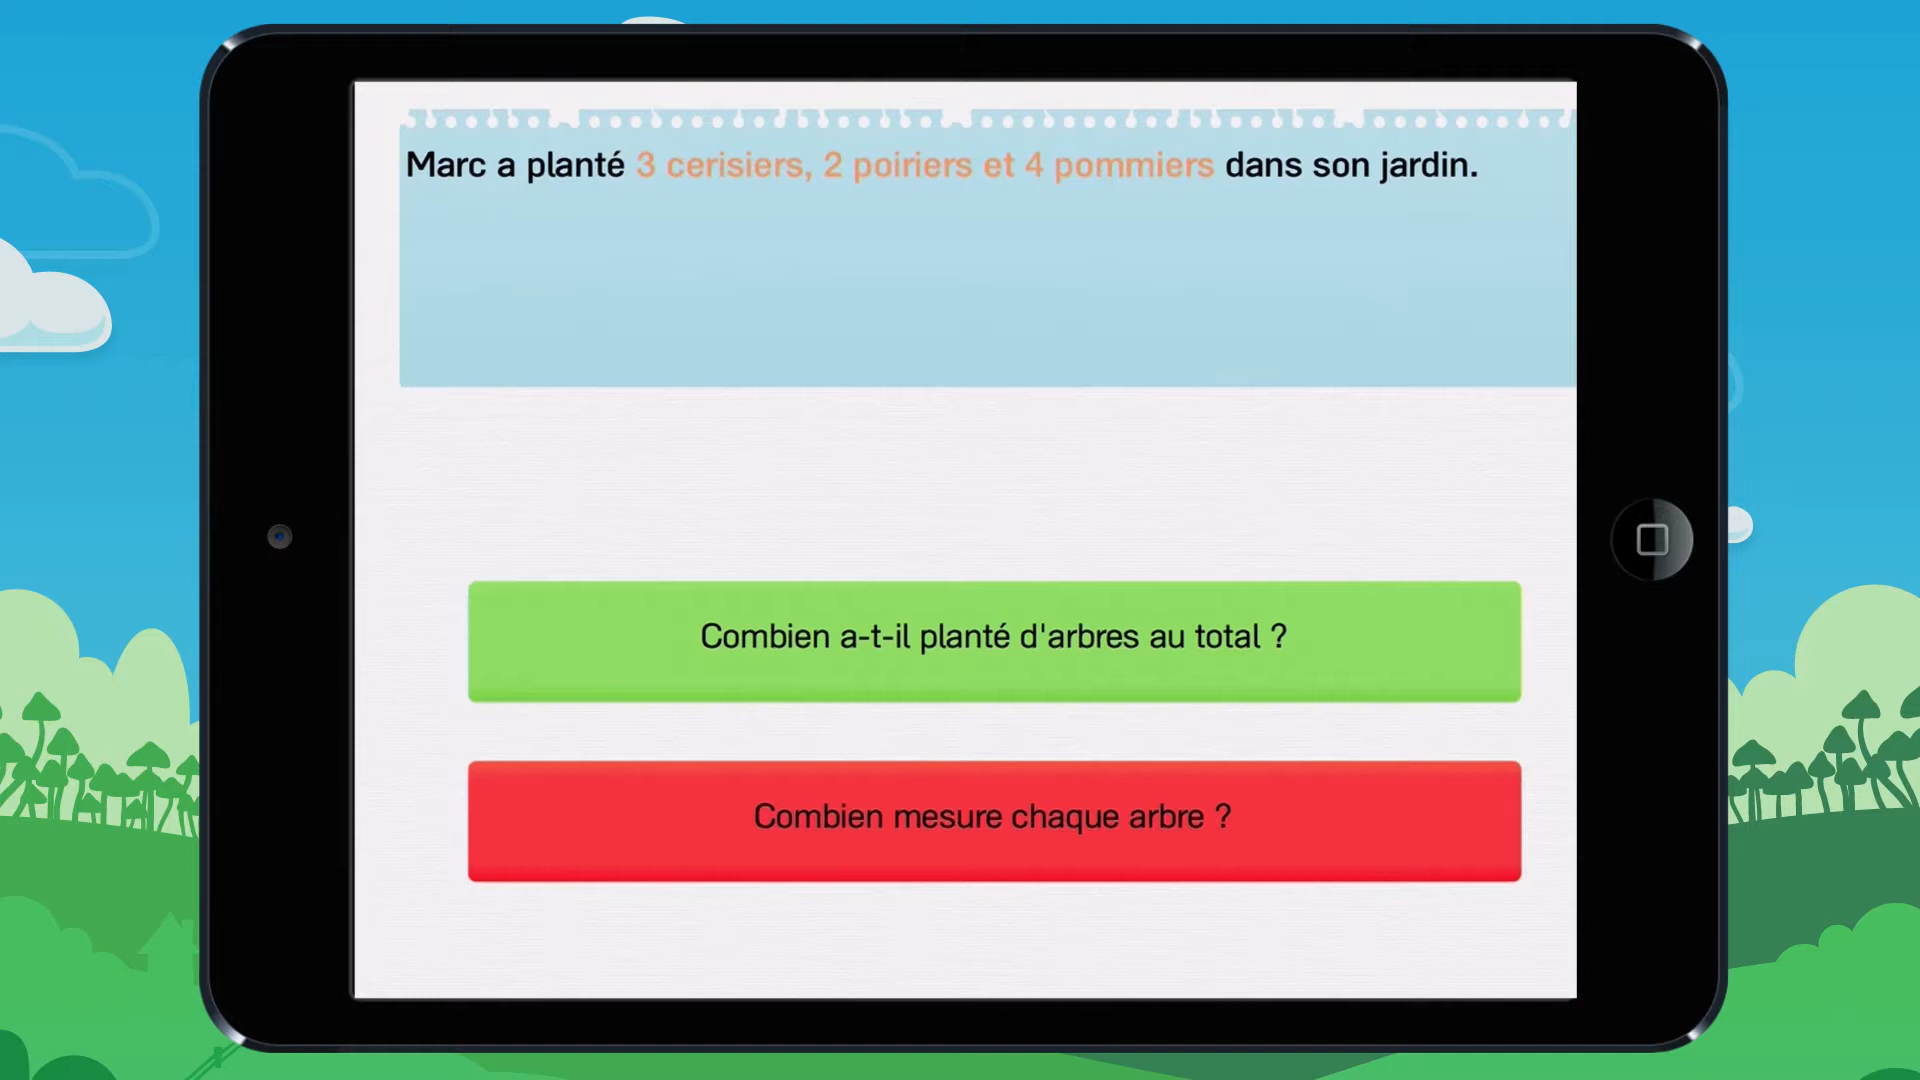 Marc a planté 3 cerisiers, 2 poiriers et 4 pommiers dans son jardin.
Combien a-t-il planté d'arbres au total ?
Combien mesure chaque arbre ?